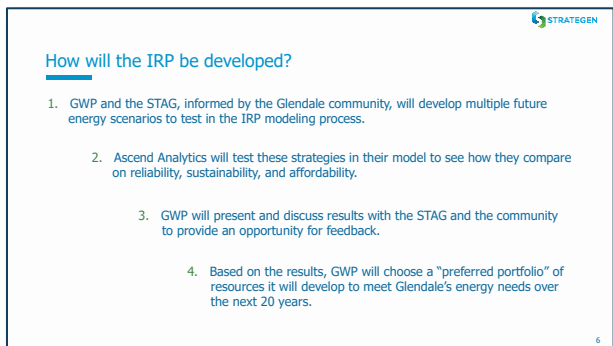 STRATEGEN
How will the IRP be developed?
1. GWP and the STAG, informed by the Glendale community, will develop multiple future
energy scenarios to test in the IRP modeling process.
2. Ascend Analytics will test these strategies in their model to see how they compare
on reliability, sustainability, and affordability.
3. GWP will present and discuss results with the STAG and the community
to provide an opportunity for feedback.
4. Based on the results, GWP will choose a “preferred portfolio” of
resources it will develop to meet Glendale’s energy needs over
the next 20 years.
6